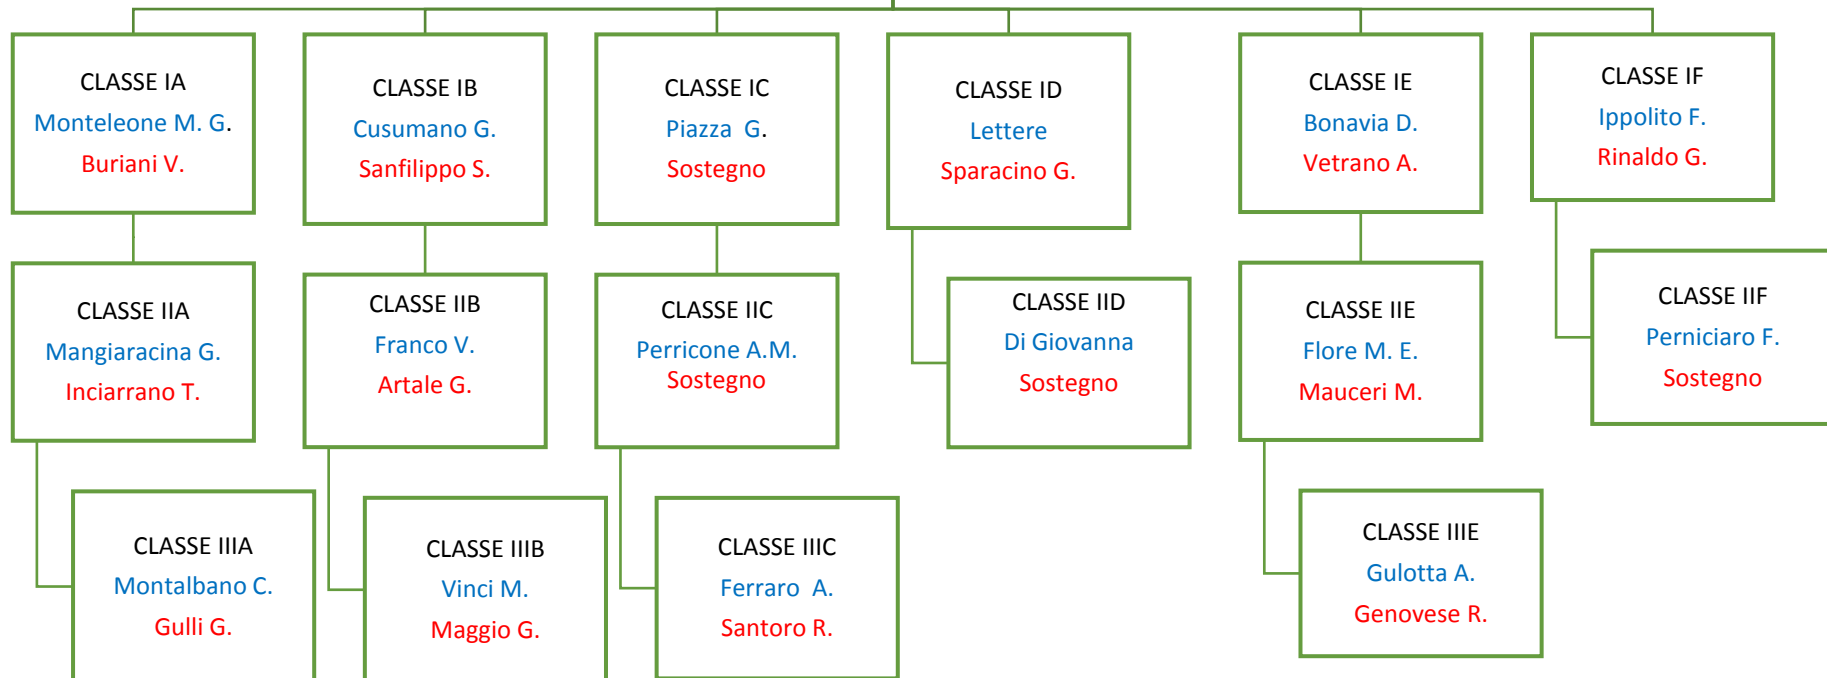 CLASSE IA
Monteleone M. G.
Buriani V.
CLASSE IB
Cusumano G.
Sanfilippo S.
CLASSE IC
Piazza  G.
Sostegno
CLASSE ID
Lettere
Sparacino G.
CLASSE IE
Bonavia D.
Vetrano A.
CLASSE IF
Ippolito F.
Rinaldo G.
CLASSE IIA
Mangiaracina G.
Inciarrano T.
CLASSE IIB
Franco V.
Artale G.
CLASSE IIC
Perricone A.M.
Sostegno
CLASSE IID
Di Giovanna
Sostegno
CLASSE IIE
Flore M. E.
Mauceri M.
CLASSE IIF
Perniciaro F.
Sostegno
CLASSE IIIA
Montalbano C.
Gulli G.
CLASSE IIIB
Vinci M.
Maggio G.
CLASSE IIIC
Ferraro  A.
Santoro R.
CLASSE IIIE
Gulotta A.
Genovese R.